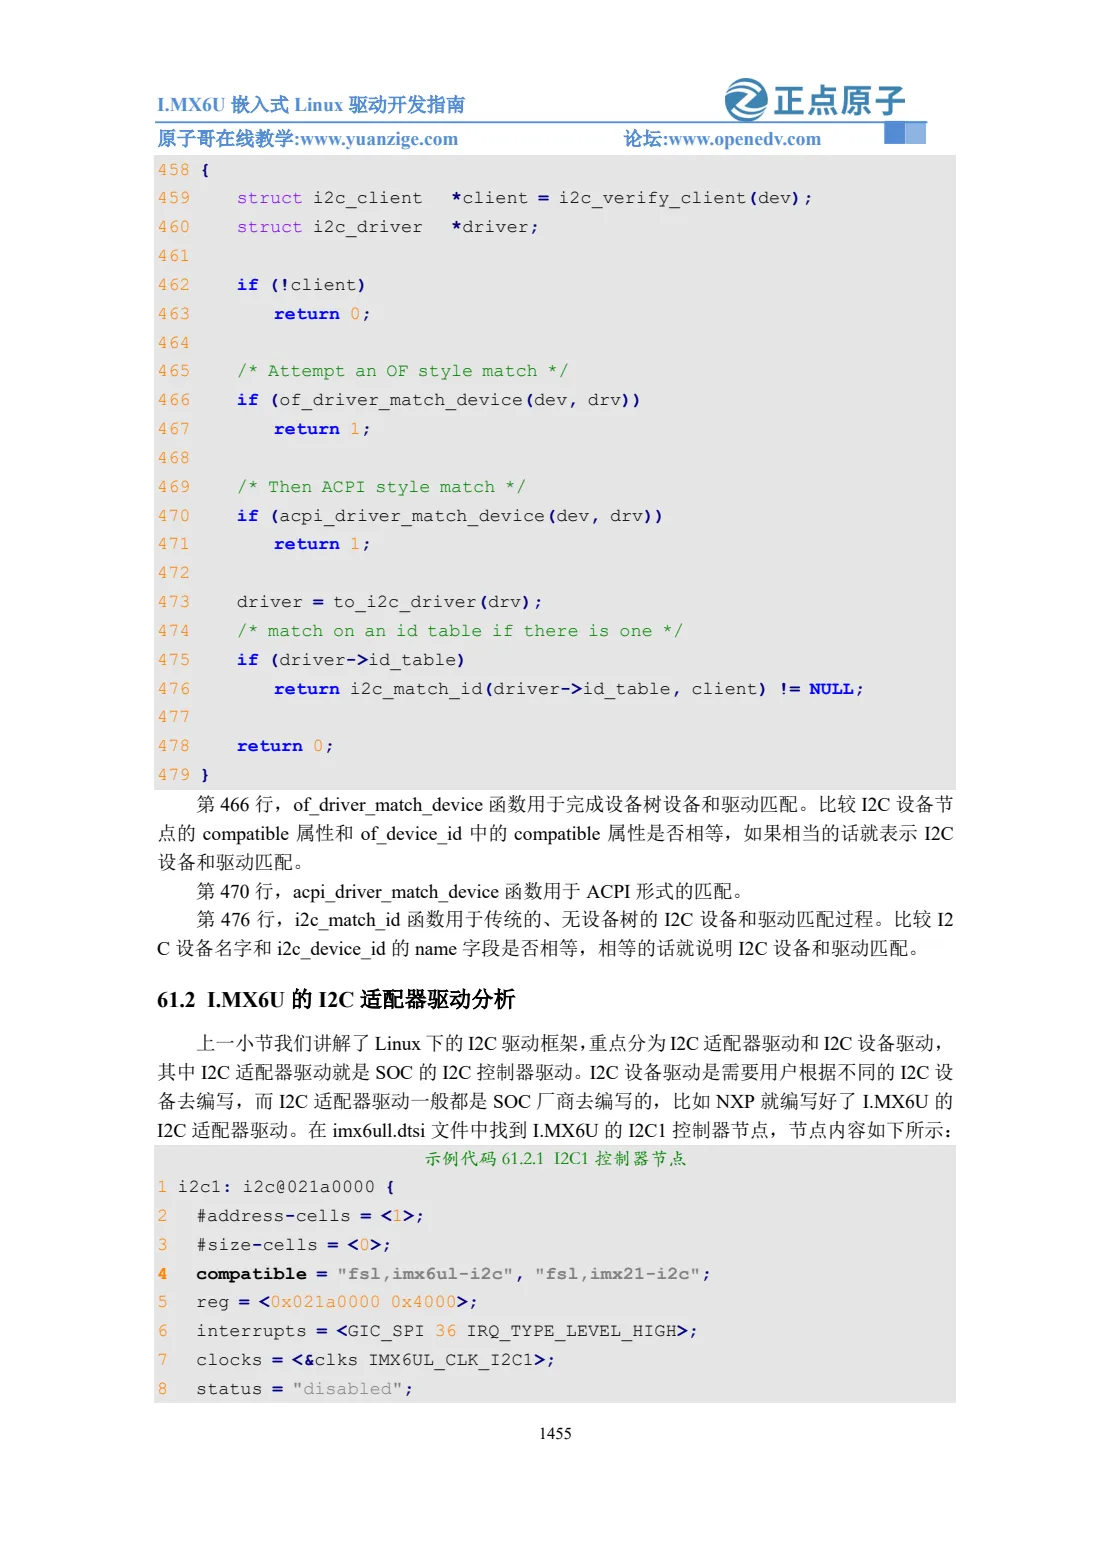 I.MX6U 嵌入式 Linux 驱动开发指南
正点原子
原子哥在线教学:www.yuanzige.com 论坛:www.openedv.com
458 {
459 struct i2c_client *client = i2c_verify_client(dev);
460 struct i2c_driver *driver;
461
462 if (!client)
463 return 0;
464
465 /* Attempt an OF style match */
466 if (of_driver_match_device(dev, drv))
467 return 1;
468
469 /* Then ACPI style match */
470 if (acpi_driver_match_device(dev, drv))
471 return 1;
472
473 driver = to_i2c_driver(drv);
474 /* match on an id table if there is one */
475 if (driver->id_table)
476 return i2c_match_id(driver->id_table, client) != NULL;
477
478 return 0;
479 }
第 466 行，of_driver_match_device 函数用于完成设备树设备和驱动匹配。比较 I2C 设备节
点的 compatible 属性和 of_device_id 中的 compatible 属性是否相等，如果相当的话就表示 I2C
设备和驱动匹配。
第 470 行，acpi_driver_match_device 函数用于 ACPI 形式的匹配。
第 476 行，i2c_match_id 函数用于传统的、无设备树的 I2C 设备和驱动匹配过程。比较 I2
C 设备名字和 i2c_device_id 的 name 字段是否相等，相等的话就说明 I2C 设备和驱动匹配。
61.2 I.MX6U 的 I2C 适配器驱动分析
上一小节我们讲解了 Linux 下的 I2C 驱动框架，重点分为 I2C 适配器驱动和 I2C 设备驱动，
其中 I2C 适配器驱动就是 SOC 的 I2C 控制器驱动。I2C 设备驱动是需要用户根据不同的 I2C 设
备去编写，而 I2C 适配器驱动一般都是 SOC 厂商去编写的，比如 NXP 就编写好了 I.MX6U 的
I2C 适配器驱动。在 imx6ull.dtsi 文件中找到 I.MX6U 的 I2C1 控制器节点，节点内容如下所示：
示例代码 61.2.1 I2C1 控制器节点
1 i2c1: i2c@021a0000 {
2 #address-cells = <1>;
3 #size-cells = <0>;
4 compatible = "fsl,imx6ul-i2c", "fsl,imx21-i2c";
5 reg = <0x021a0000 0x4000>;
6 interrupts = <GIC_SPI 36 IRQ_TYPE_LEVEL_HIGH>;
7 clocks = <&clks IMX6UL_CLK_I2C1>;
8 status = "disabled";
1455